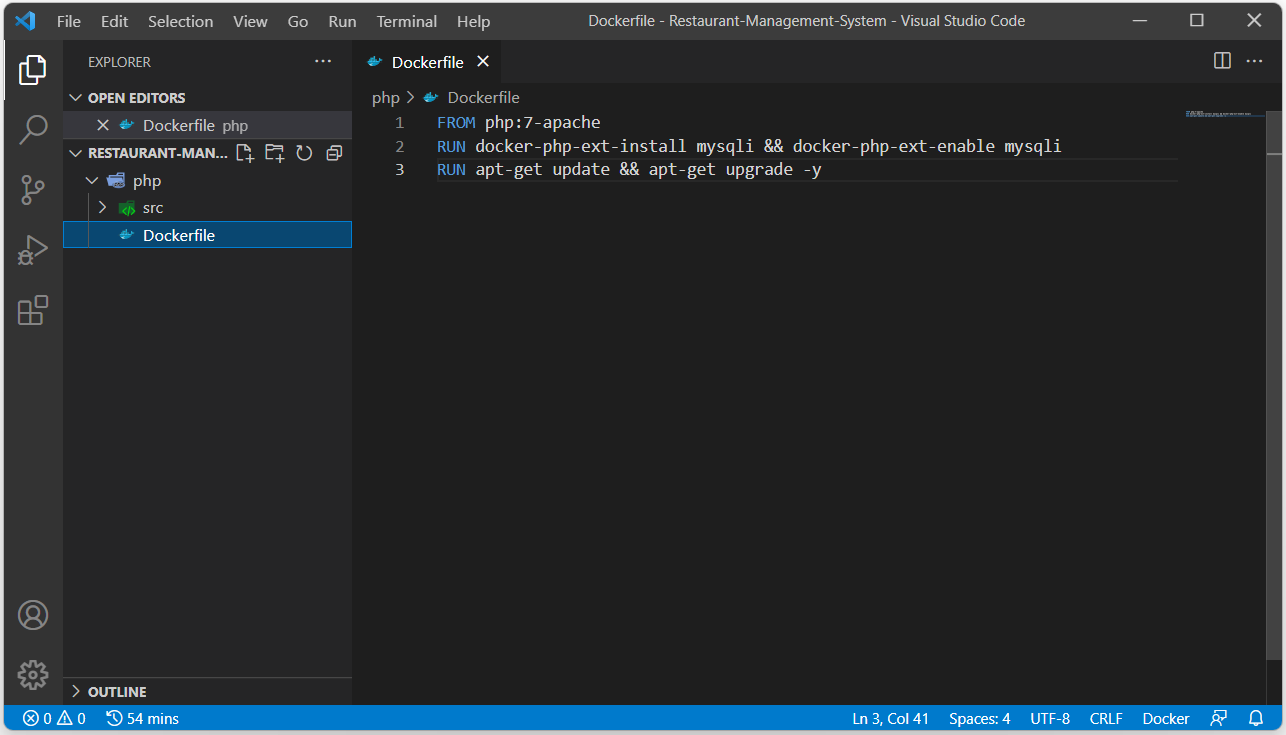 File Edit Selection View Go Run Terminal Help Dockerfile - Restaurant-Management-System - Visual Studio Code
EXPLORER
OPEN EDITORS
Dockerfile php
RESTAURANT-MAN...
php
src
Dockerfile
OUTLINE
Dockerfile
php > Dockerfile
1 FROM php:7-apache
2 RUN docker-php-ext-install mysqli && docker-php-ext-enable mysqli
3 RUN apt-get update && apt-get upgrade -y
0 0 54 mins Ln 3, Col 41 Spaces: 4 UTF-8 CRLF Docker